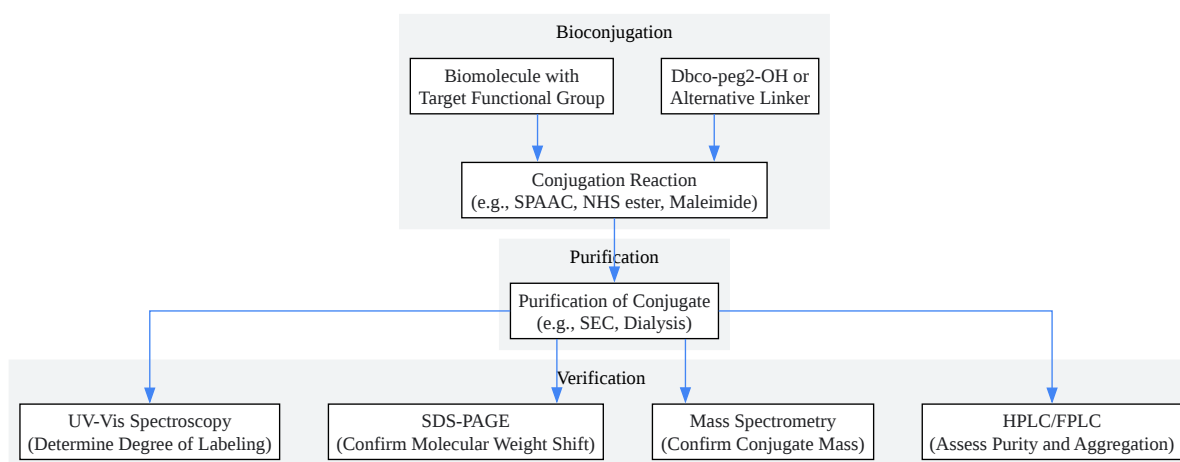 Bioconjugation
Biomolecule with
Target Functional Group
Dbco-peg2-OH or
Alternative Linker
Conjugation Reaction
(e.g., SPAAC, NHS ester, Maleimide)
Purification
Purification of Conjugate
(e.g., SEC, Dialysis)
Verification
UV-Vis Spectroscopy
(Determine Degree of Labeling)
SDS-PAGE
(Confirm Molecular Weight Shift)
Mass Spectrometry
(Confirm Conjugate Mass)
HPLC/FPLC
(Assess Purity and Aggregation)